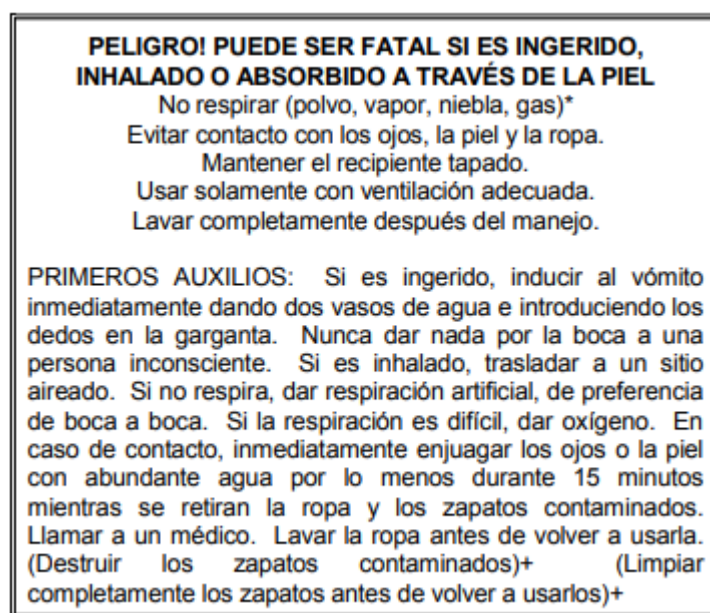 PELIGRO! PUEDE SER FATAL SI ES INGERIDO,
INHALADO O ABSORBIDO A TRAVÉS DE LA PIEL
No respirar (polvo, vapor, niebla, gas)*
Evitar contacto con los ojos, la piel y la ropa.
Mantener el recipiente tapado.
Usar solamente con ventilación adecuada.
Lavar completamente después del manejo.
PRIMEROS AUXILIOS: Si es ingerido, inducir al vómito
inmediatamente dando dos vasos de agua e introduciendo los
dedos en la garganta. Nunca dar nada por la boca a una
persona inconsciente. Si es inhalado, trasladar a un sitio
aireado. Si no respira, dar respiración artificial, de preferencia
de boca a boca. Si la respiración es difícil, dar oxígeno. En
caso de contacto, inmediatamente enjuagar los ojos o la piel
con abundante agua por lo menos durante 15 minutos
mientras se retiran la ropa y los zapatos contaminados.
Llamar a un médico. Lavar la ropa antes de volver a usarla.
(Destruir los zapatos contaminados)+ (Limpiar
completamente los zapatos antes de volver a usarlos)+